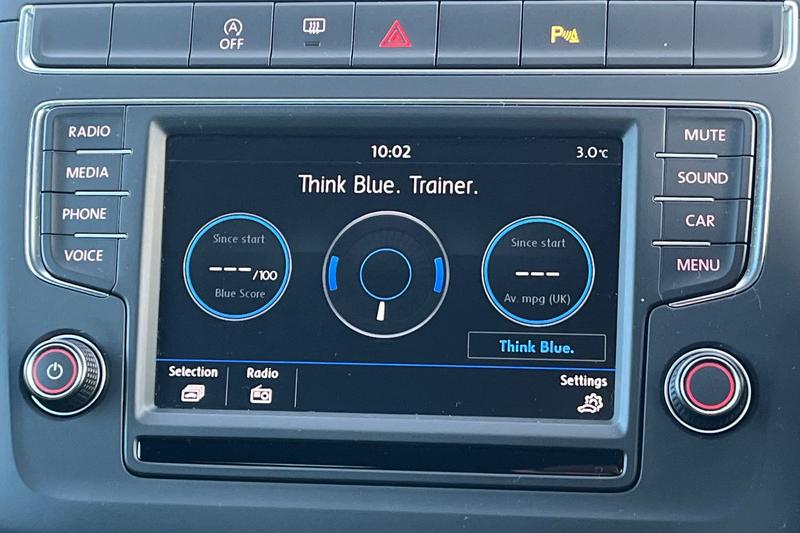 A
OFF
P
RADIO
MEDIA
PHONE
VOICE
10:02
3.0°C
Think Blue. Trainer.
Since start
---/100
Blue Score
Since start
---
Av. mpg (UK)
Think Blue.
Selection
Radio
Settings
MUTE
SOUND
CAR
MENU